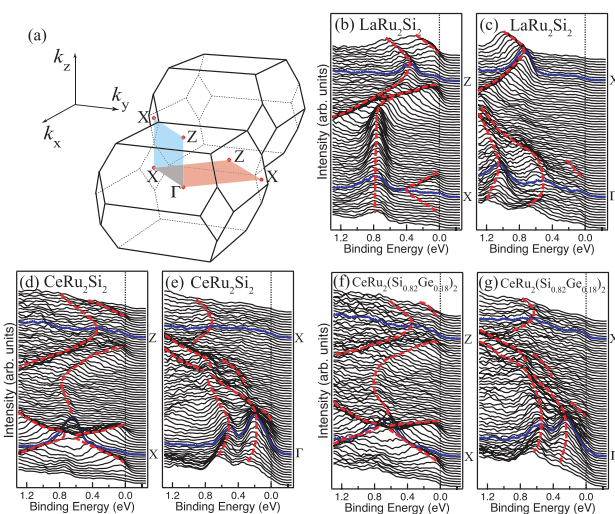 (a)
k_z
k_y
k_x
X
Z
Z
X
X
Γ
(b) LaRu₂Si₂
(c) LaRu₂Si₂
Intensity (arb. units)
Z
X
X
Γ
1.2 0.8 0.4 0.0
Binding Energy (eV)
1.2 0.8 0.4 0.0
Binding Energy (eV)
(d) CeRu₂Si₂
(e) CeRu₂Si₂
Intensity (arb. units)
Z
X
X
Γ
1.2 0.8 0.4 0.0
Binding Energy (eV)
1.2 0.8 0.4 0.0
Binding Energy (eV)
(f) CeRu₂(Si₀.₈₂Ge₀.₁₈)₂
(g) CeRu₂(Si₀.₈₂Ge₀.₁₈)₂
Intensity (arb. units)
Z
X
X
Γ
1.2 0.8 0.4 0.0
Binding Energy (eV)
1.2 0.8 0.4 0.0
Binding Energy (eV)